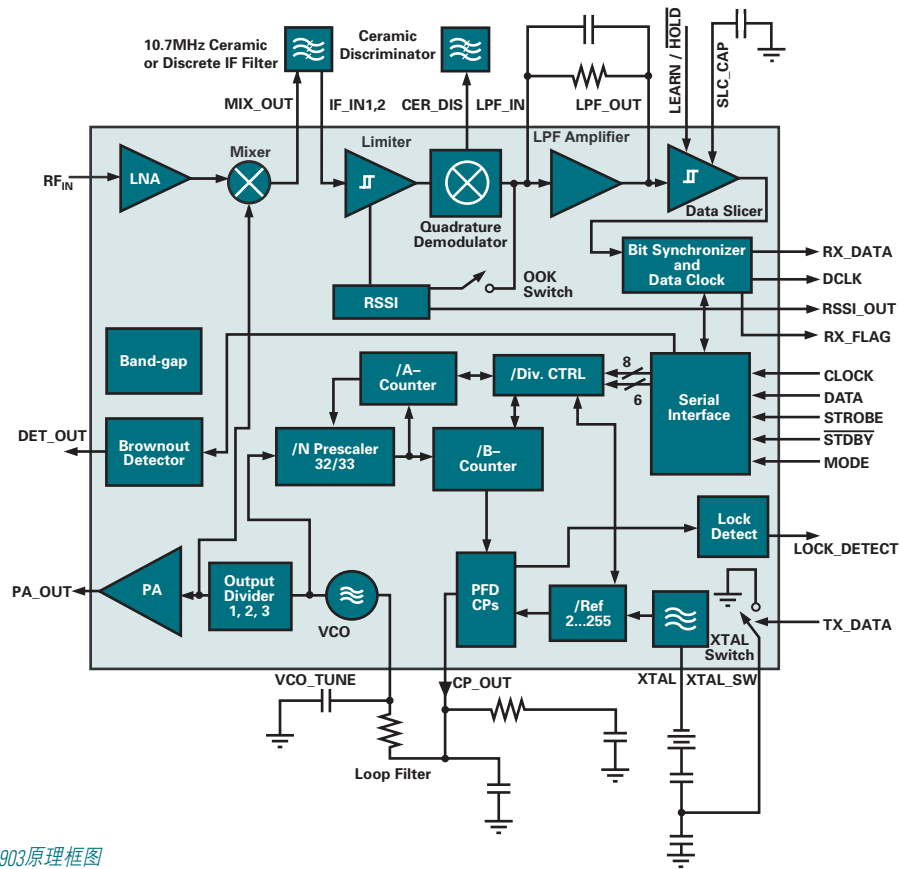 10.7MHz Ceramic
or Discrete IF Filter
Ceramic
Discriminator
LEARN / HOLD
SLC_CAP
MIX_OUT
IF_IN1,2
CER_DIS
LPF_IN
LPF_OUT
RF_IN
LNA
Mixer
Limiter
LPF Amplifier
Quadrature
Demodulator
Data Slicer
OOK
Switch
RSSI
Bit Synchronizer
and
Data Clock
RX_DATA
DCLK
RSSI_OUT
RX_FLAG
Band-gap
/A–
Counter
/Div. CTRL
8
6
Serial
Interface
CLOCK
DATA
STROBE
STDBY
MODE
DET_OUT
Brownout
Detector
/N Prescaler
32/33
/B–
Counter
Lock
Detect
LOCK_DETECT
PA_OUT
PA
Output
Divider
1, 2, 3
VCO
PFD
CPs
/Ref
2...255
XTAL
Switch
TX_DATA
VCO_TUNE
CP_OUT
XTAL
XTAL_SW
Loop Filter
903原理框图